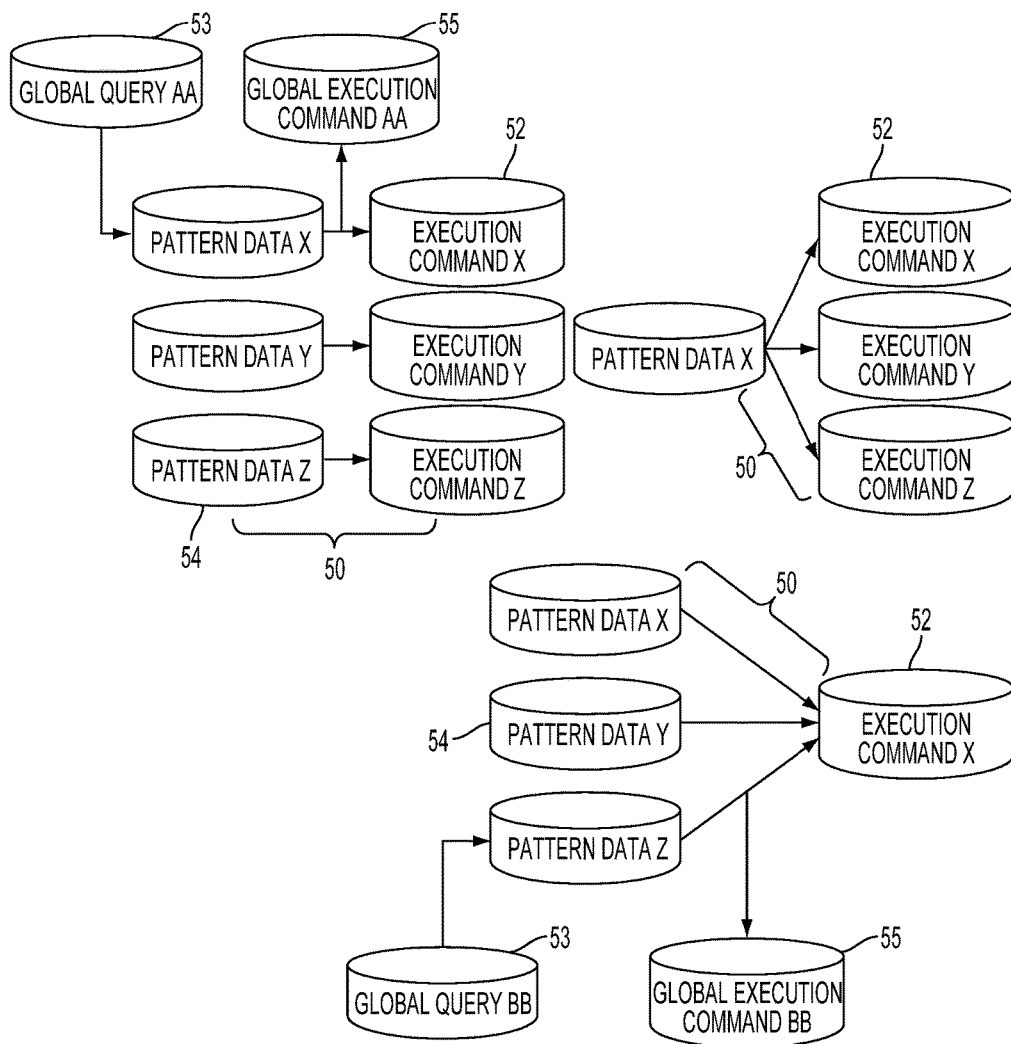 53
GLOBAL QUERY AA
55
GLOBAL EXECUTION
COMMAND AA
PATTERN DATA X
52
EXECUTION
COMMAND X
PATTERN DATA Y
EXECUTION
COMMAND Y
PATTERN DATA Z
54
EXECUTION
COMMAND Z
50
PATTERN DATA X
52
EXECUTION
COMMAND X
EXECUTION
COMMAND Y
EXECUTION
COMMAND Z
50
PATTERN DATA X
50
52
EXECUTION
COMMAND X
54
PATTERN DATA Y
PATTERN DATA Z
53
GLOBAL QUERY BB
55
GLOBAL EXECUTION
COMMAND BB